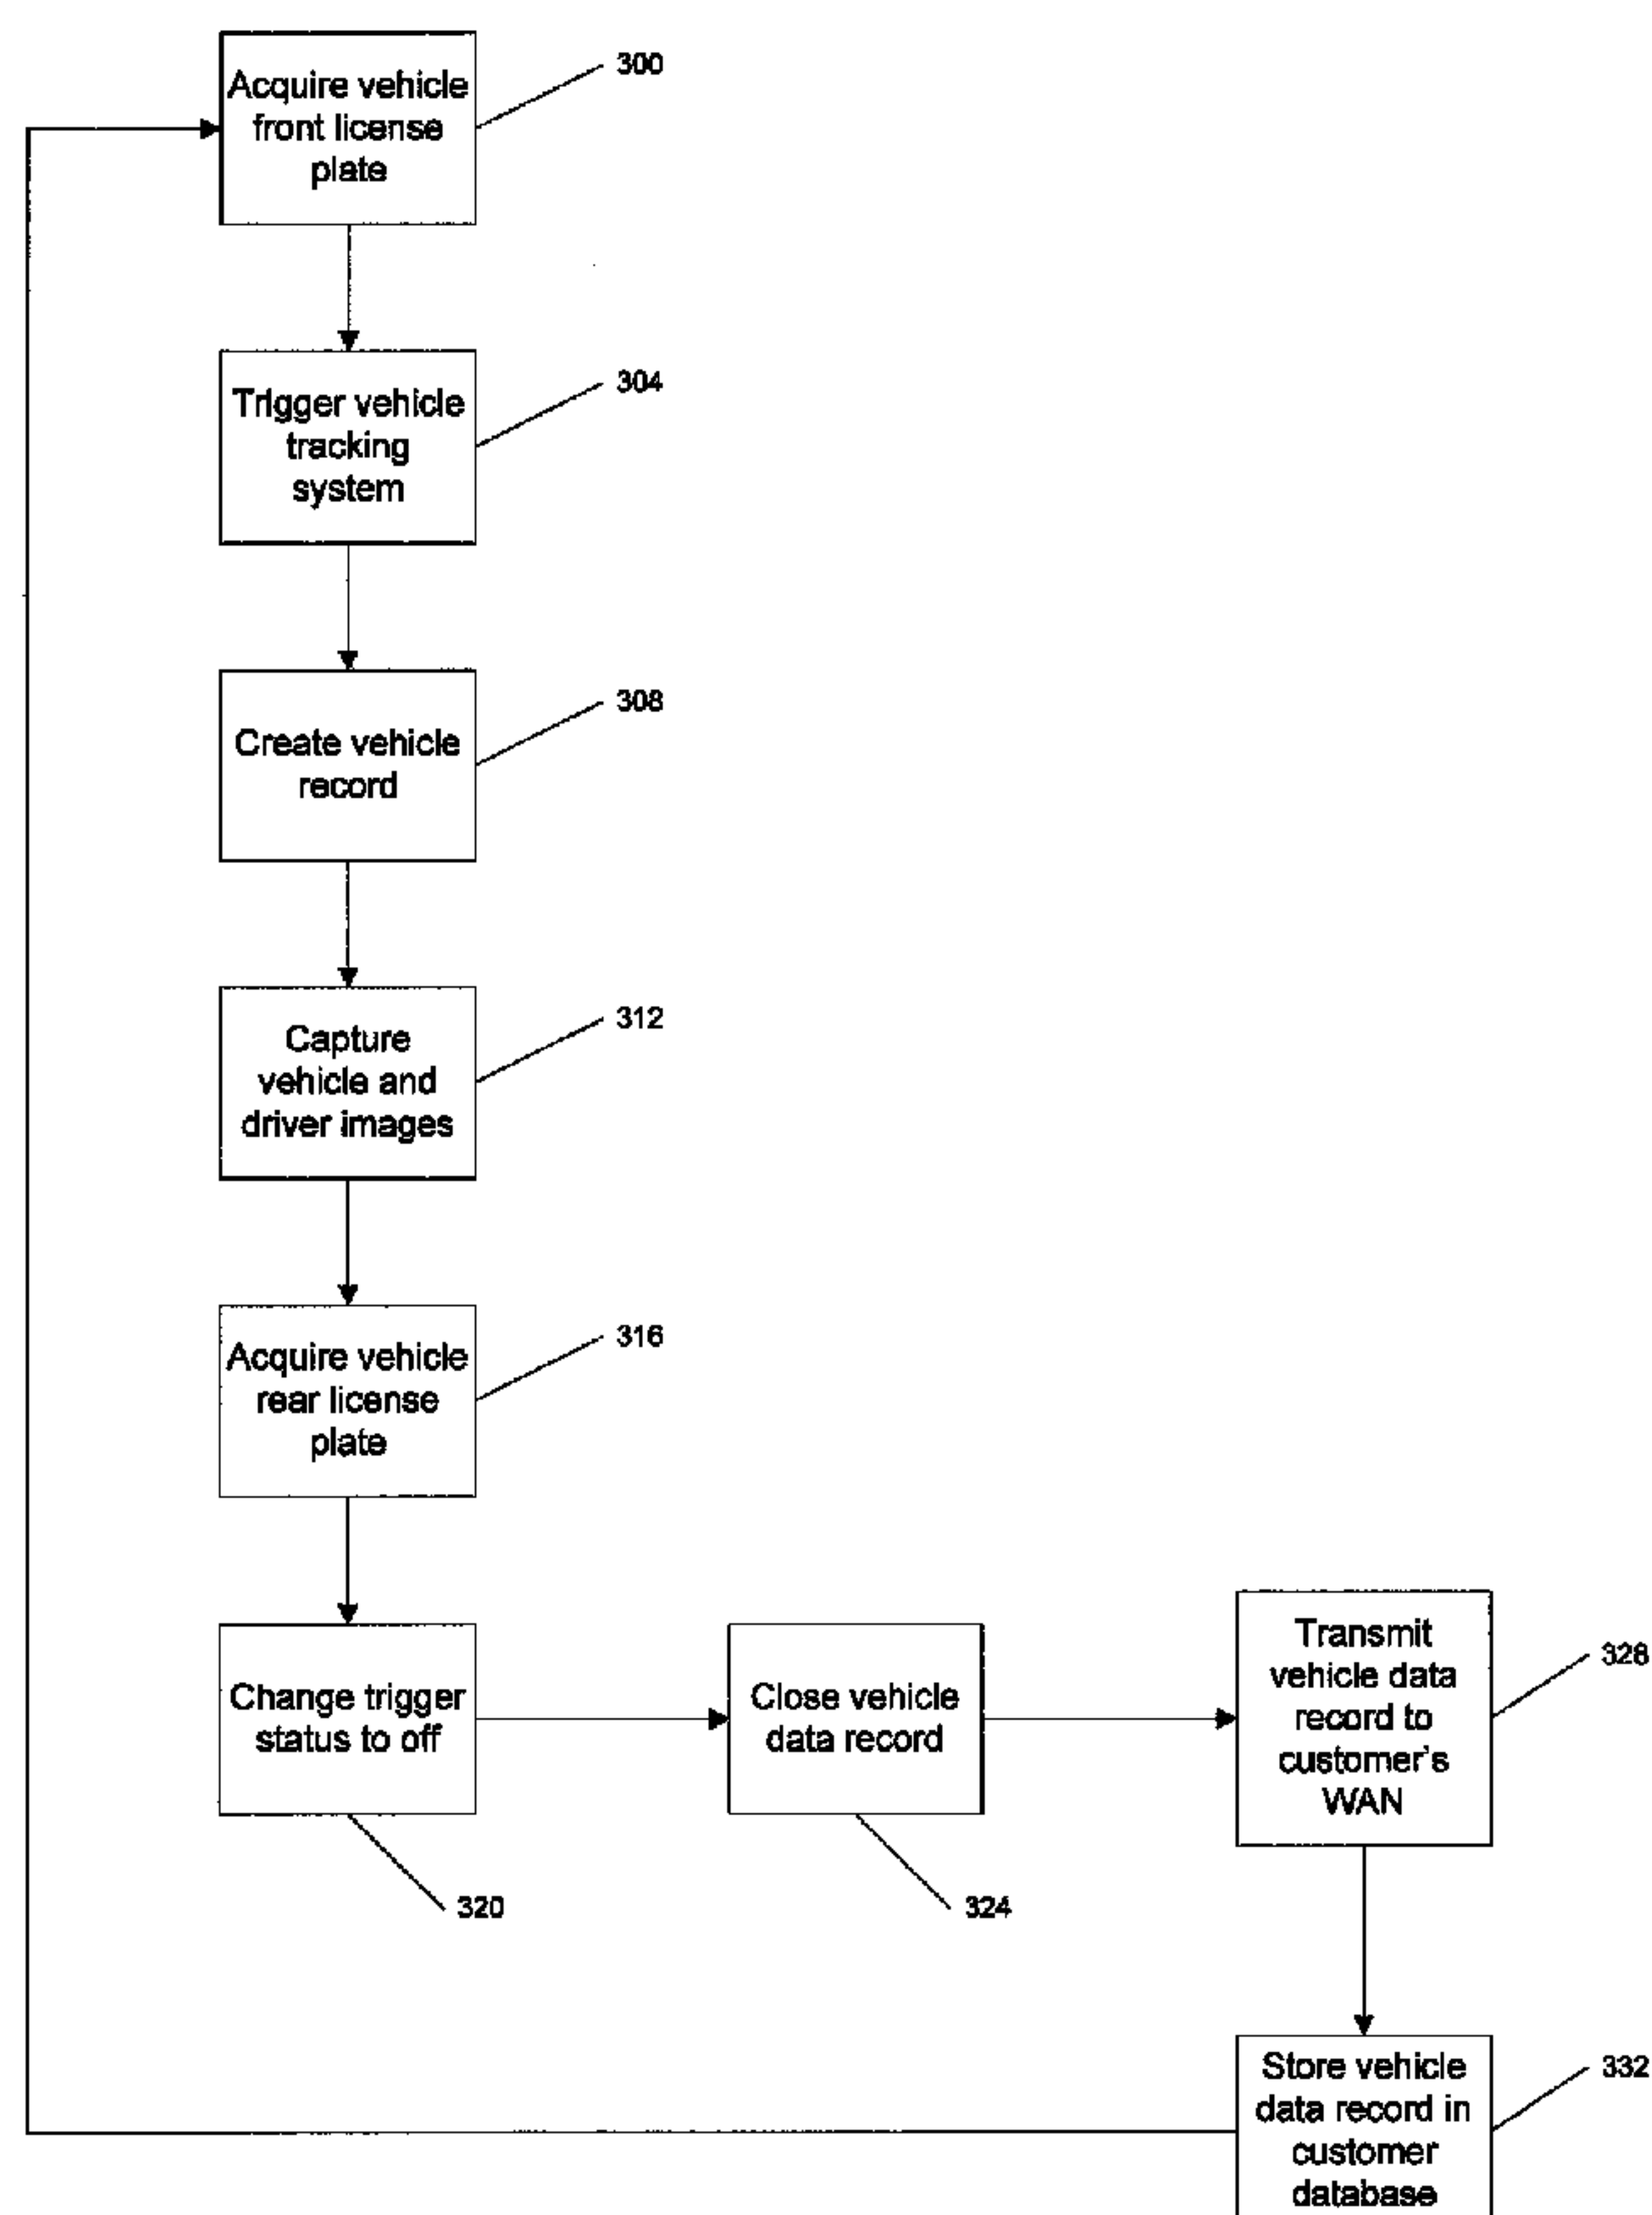 Acquire vehicle
front license
plate
300
Trigger vehicle
tracking
system
304
Create vehicle
record
308
Capture
vehicle and
driver images
312
Acquire vehicle
rear license
plate
316
Change trigger
status to off
320
Close vehicle
data record
324
Transmit
vehicle data
record to
customer's
WAN
328
Store vehicle
data record in
customer
database
332